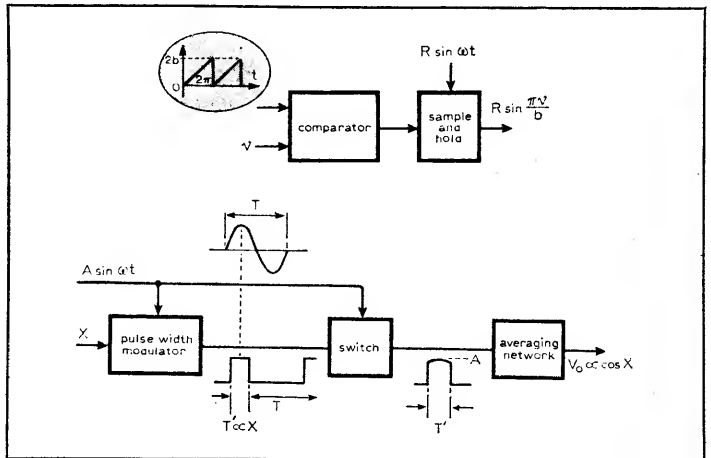 2b
2π
t
O
R sin ωt
v
comparator
sample
and
hold
R sin πv/b
T
A sin ωt
X
pulse width
modulator
switch
averaging
network
V₀ ∝ cos X
T
T'∝X
A
T'